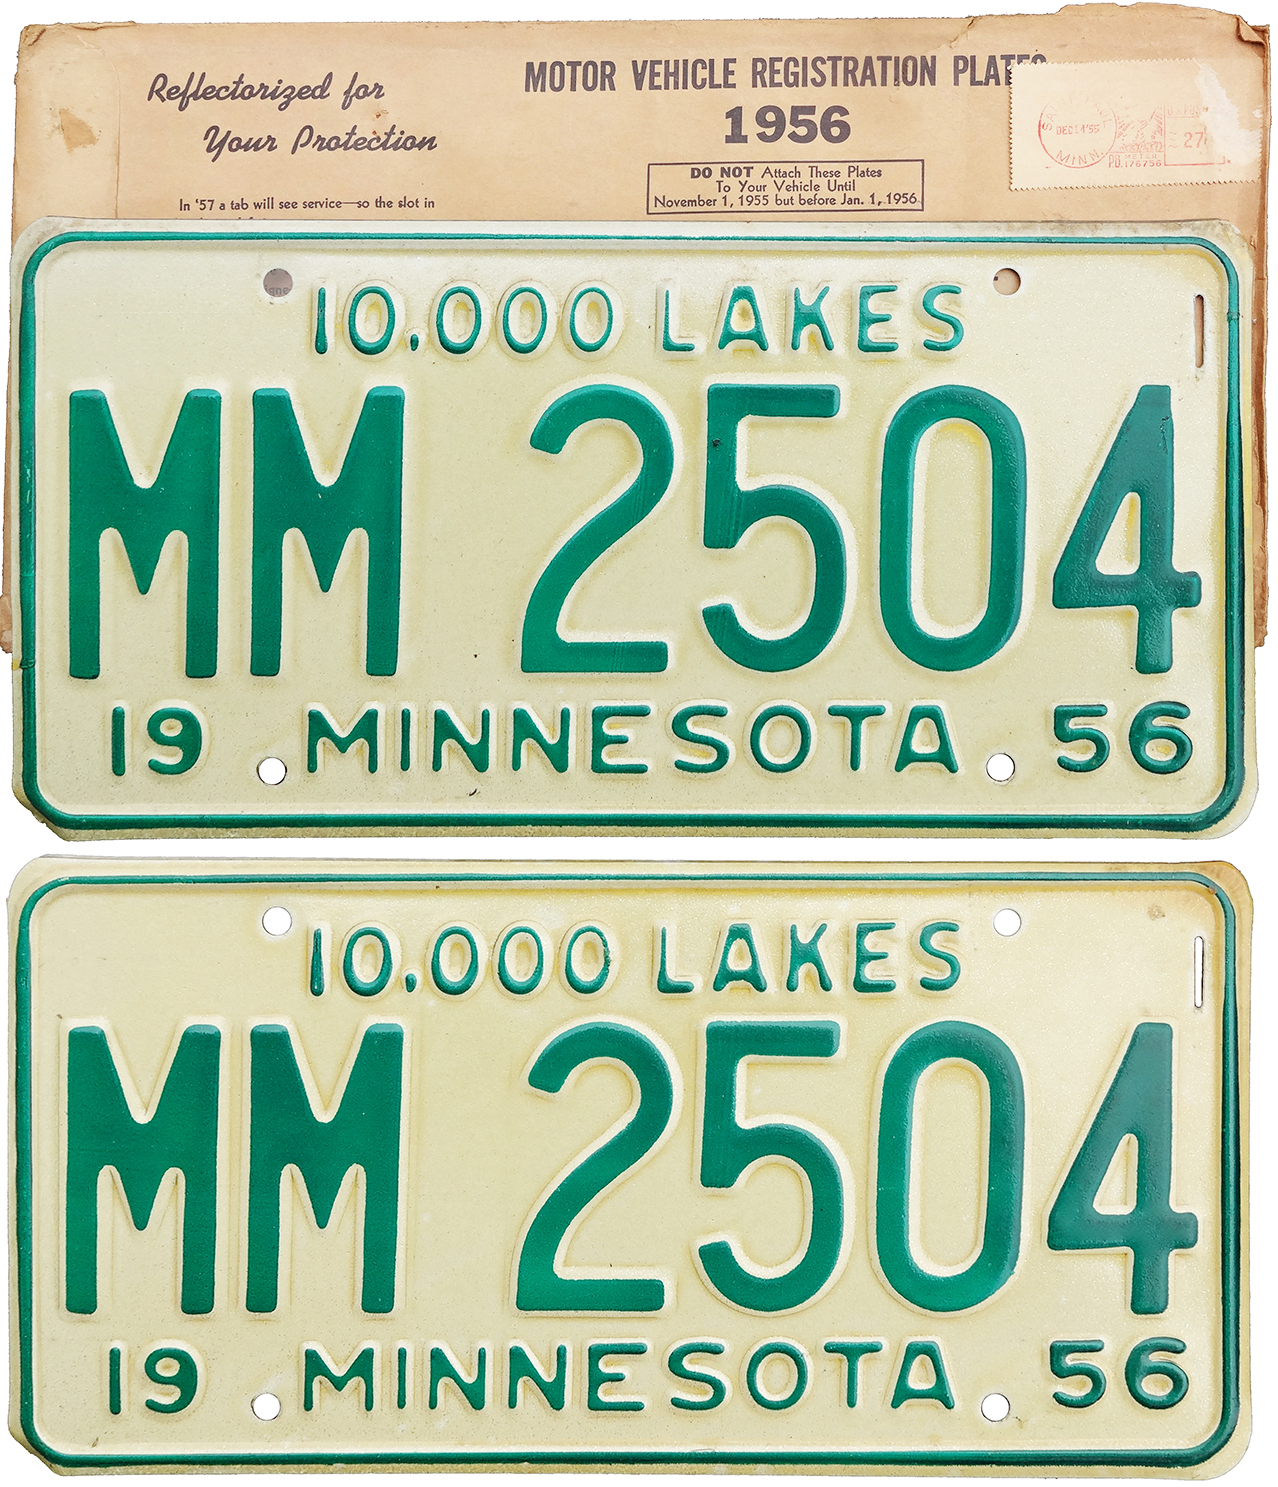 Reflectorized for
Your Protection
MOTOR VEHICLE REGISTRATION PLATES
1956
DEC 14 '55
MINN.
P.B. MOTOR
27
P.B. 176756
DO NOT Attach These Plates
To Your Vehicle Until
November 1, 1955 but before Jan. 1, 1956
In '57 a tab will see service—so the slot in
10,000 LAKES
MM 2504
19 MINNESOTA 56
10,000 LAKES
MM 2504
19 MINNESOTA 56